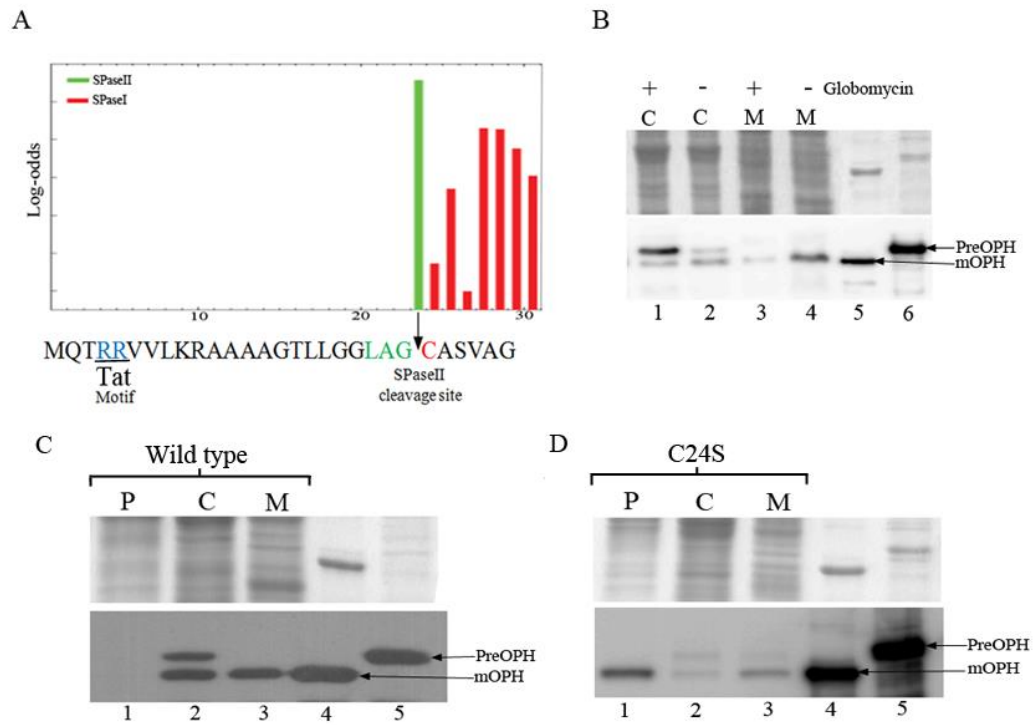 A
SPaseII
SPaseI
Log-odds
10
20
30
MQTRRVVLKRAAAAGTLLGGLAGCASVAG
Tat
Motif
SPaseII
cleavage site
B
+ - + - Globomycin
C C M M
PreOPH
mOPH
1 2 3 4 5 6
C
Wild type
P C M
PreOPH
mOPH
1 2 3 4 5
D
C24S
P C M
PreOPH
mOPH
1 2 3 4 5